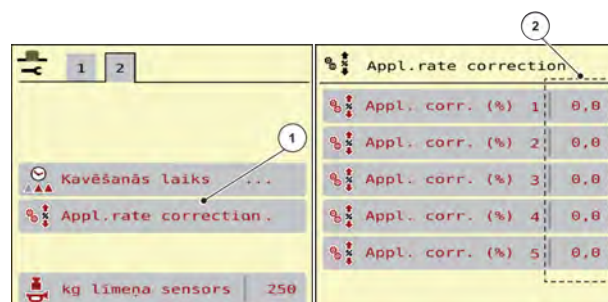 1 2
Kavēšanās laiks ...
Appl.rate correction.
kg līmeņa sensors 250
1
2
Appl.rate correction
Appl. corr. (%) 1 0,0
Appl. corr. (%) 2 0,0
Appl. corr. (%) 3 0,0
Appl. corr. (%) 4 0,0
Appl. corr. (%) 5 0,0